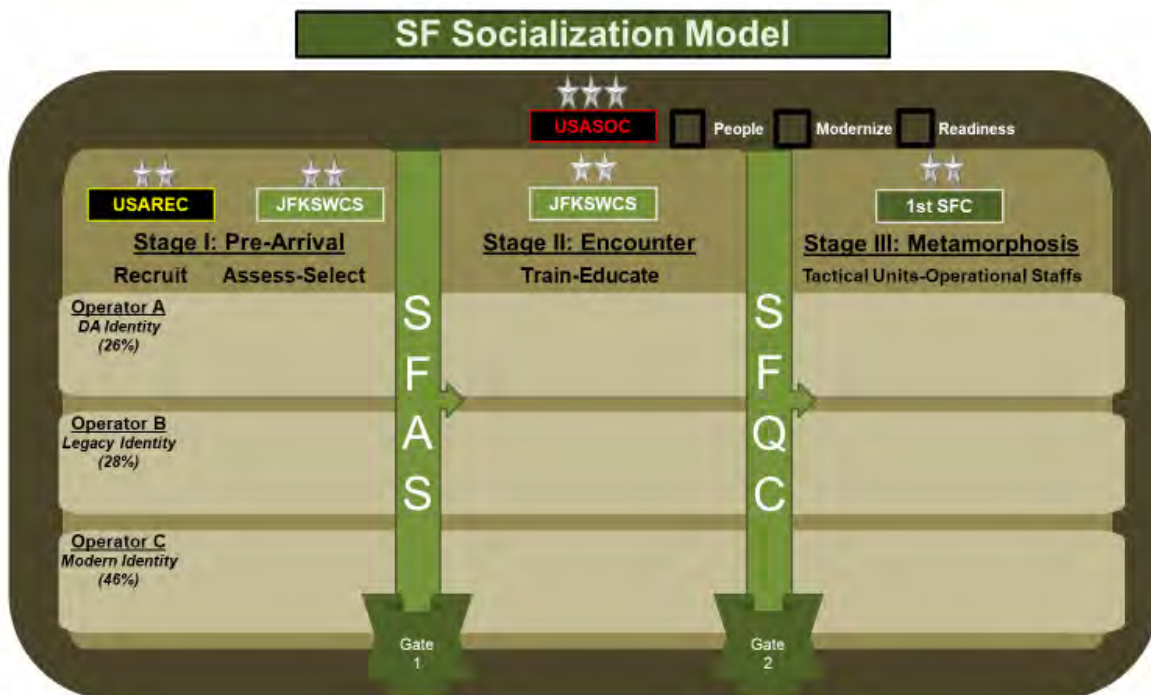 SF Socialization Model
USASOC
People
Modernize
Readiness
USAREC
JFKSWCS
Stage I: Pre-Arrival
Recruit
Assess-Select
JFKSWCS
Stage II: Encounter
Train-Educate
1st SFC
Stage III: Metamorphosis
Tactical Units-Operational Staffs
Operator A
DA Identity
(26%)
Operator B
Legacy Identity
(28%)
Operator C
Modern Identity
(46%)
S
F
A
S
Gate
1
S
F
Q
C
Gate
2